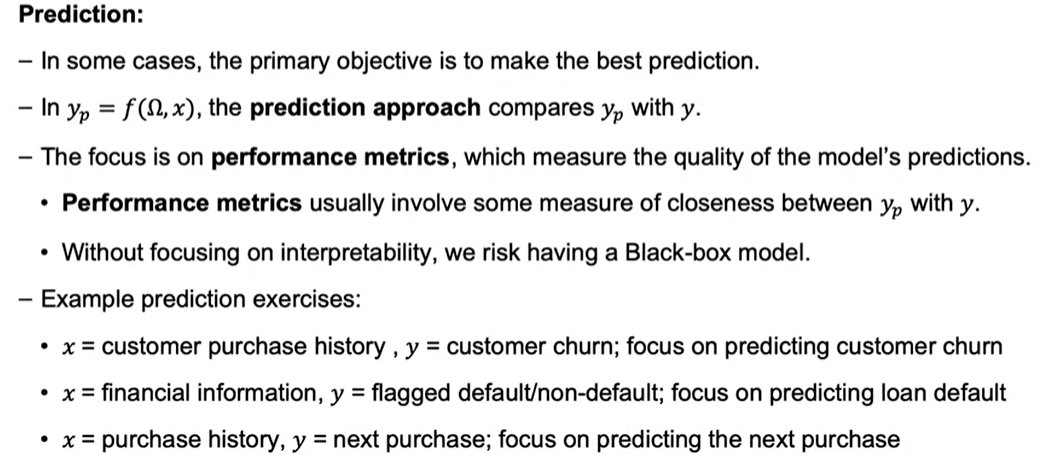 Prediction:
– In some cases, the primary objective is to make the best prediction.
– In yₚ = f(Ω, x), the prediction approach compares yₚ with y.
– The focus is on performance metrics, which measure the quality of the model's predictions.
• Performance metrics usually involve some measure of closeness between yₚ with y.
• Without focusing on interpretability, we risk having a Black-box model.
– Example prediction exercises:
• x = customer purchase history , y = customer churn; focus on predicting customer churn
• x = financial information, y = flagged default/non-default; focus on predicting loan default
• x = purchase history, y = next purchase; focus on predicting the next purchase